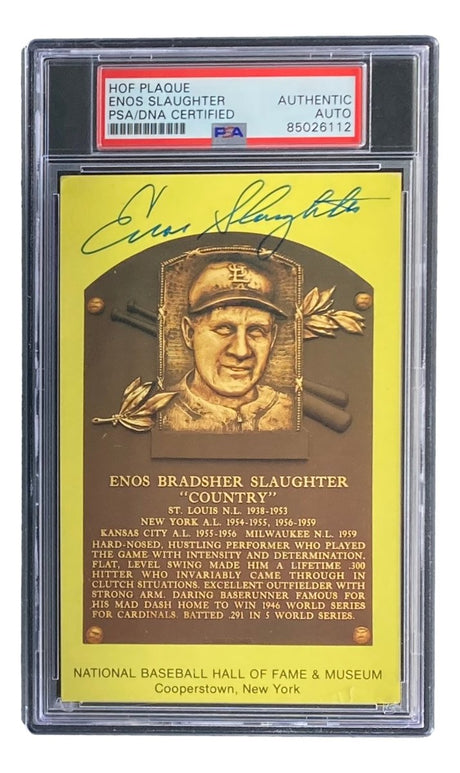 HOF PLAQUE
ENOS SLAUGHTER
PSA/DNA CERTIFIED
AUTHENTIC
AUTO
85026112
PSA
Enos Slaughter
StL
ENOS BRADSHER SLAUGHTER
"COUNTRY"
ST. LOUIS N.L. 1938-1953
NEW YORK A.L. 1954-1955, 1956-1959
KANSAS CITY A.L. 1955-1956 MILWAUKEE N.L. 1959
HARD-NOSED, HUSTLING PERFORMER WHO PLAYED
THE GAME WITH INTENSITY AND DETERMINATION.
FLAT, LEVEL SWING MADE HIM A LIFETIME .300
HITTER WHO INVARIABLY CAME THROUGH IN
CLUTCH SITUATIONS. EXCELLENT OUTFIELDER WITH
STRONG ARM. DARING BASERUNNER FAMOUS FOR
HIS MAD DASH HOME TO WIN 1946 WORLD SERIES
FOR CARDINALS. BATTED .291 IN 5 WORLD SERIES.
NATIONAL BASEBALL HALL OF FAME & MUSEUM
Cooperstown, New York